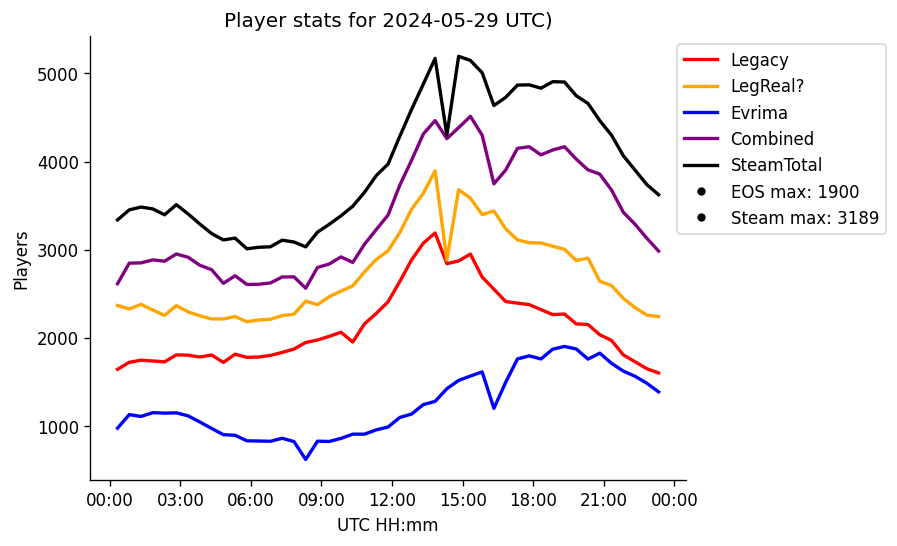 Player stats for 2024-05-29 UTC)
Legacy
LegReal?
Evrima
Combined
SteamTotal
EOS max: 1900
Steam max: 3189
5000
4000
3000
2000
1000
Players
00:00 03:00 06:00 09:00 12:00 15:00 18:00 21:00 00:00
UTC HH:mm